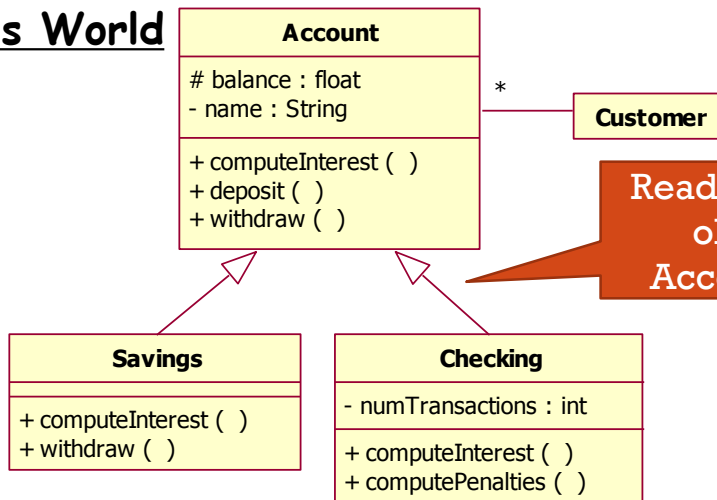 s World
Account
# balance : float
- name : String
*
Customer
+ computeInterest ( )
+ deposit ( )
+ withdraw ( )
Read
Savings
+ computeInterest ( )
+ withdraw ( )
Checking
- numTransactions : int
+ computeInterest ( )
+ computePenalties ( )